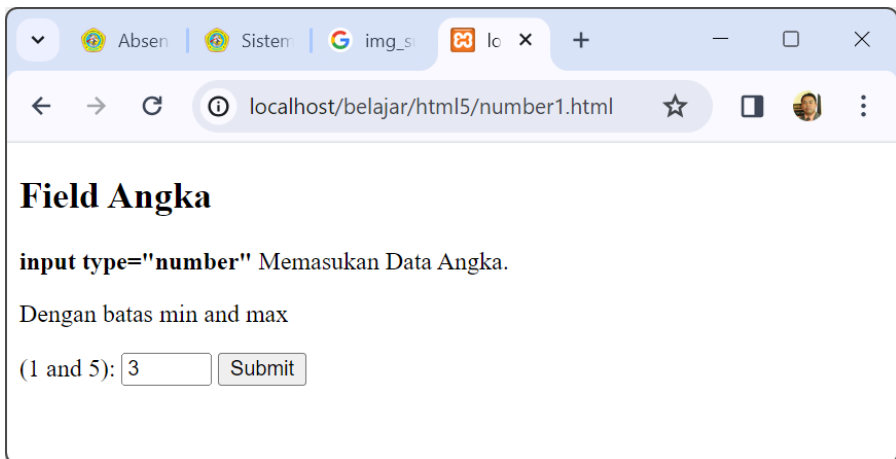 Absen Sistem img_s lo
localhost/belajar/html5/number1.html
Field Angka
input type="number" Memasukan Data Angka.
Dengan batas min and max
(1 and 5): 3 Submit